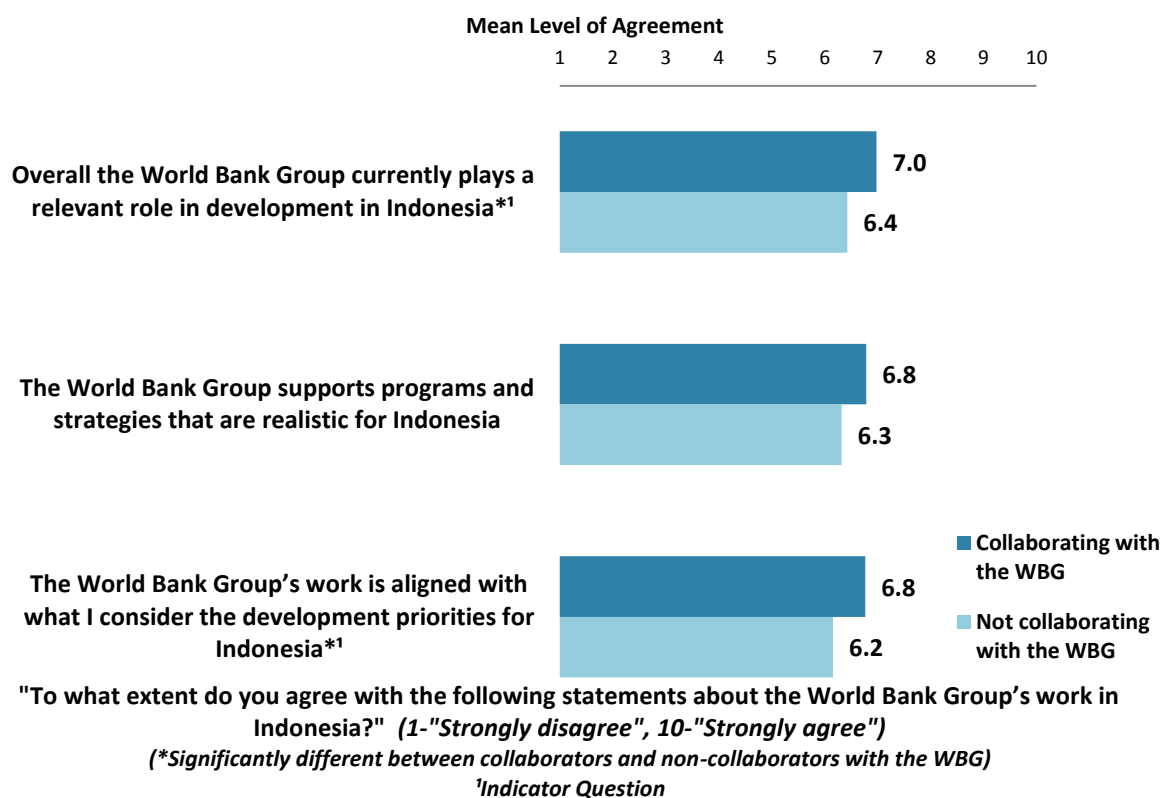 Mean Level of Agreement
1 2 3 4 5 6 7 8 9 10
Overall the World Bank Group currently plays a
relevant role in development in Indonesia*¹
7.0
6.4
The World Bank Group supports programs and
strategies that are realistic for Indonesia
6.8
6.3
The World Bank Group’s work is aligned with
what I consider the development priorities for
Indonesia*¹
6.8
6.2
Collaborating with
the WBG
Not collaborating
with the WBG
"To what extent do you agree with the following statements about the World Bank Group’s work in
Indonesia?" (1-"Strongly disagree", 10-"Strongly agree")
(*Significantly different between collaborators and non-collaborators with the WBG)
¹Indicator Question